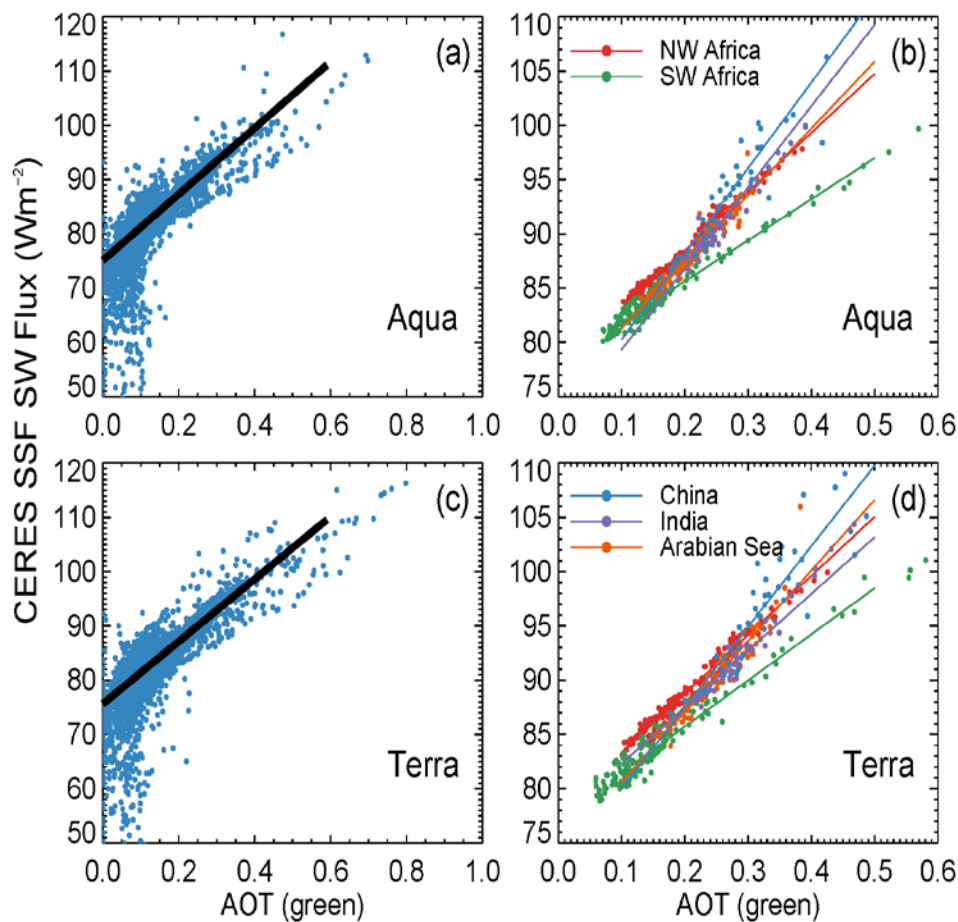 CERES SSF SW Flux (Wm⁻²)
120
110
100
90
80
70
60
50
(a)
Aqua
0.0 0.2 0.4 0.6 0.8 1.0
110
105
100
95
90
85
80
75
NW Africa
SW Africa
(b)
Aqua
0.0 0.1 0.2 0.3 0.4 0.5 0.6
120
110
100
90
80
70
60
50
(c)
Terra
0.0 0.2 0.4 0.6 0.8 1.0
AOT (green)
110
105
100
95
90
85
80
75
China
India
Arabian Sea
(d)
Terra
0.0 0.1 0.2 0.3 0.4 0.5 0.6
AOT (green)